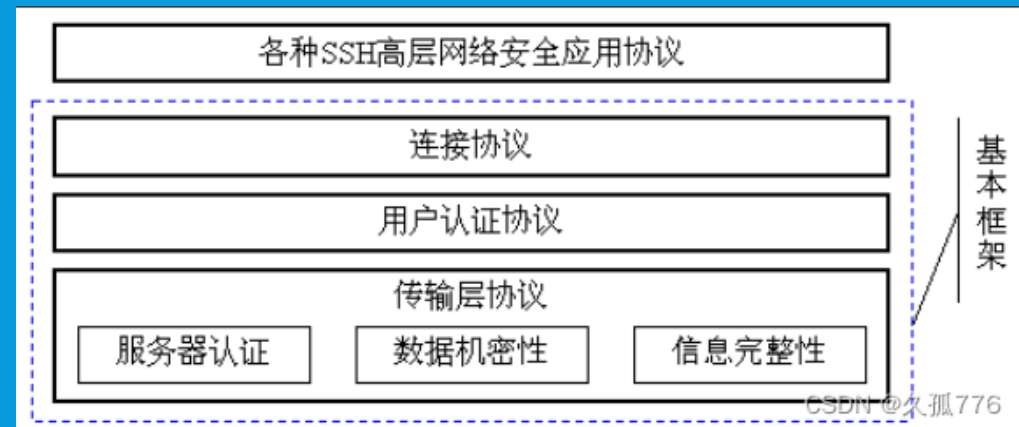 各种SSH高层网络安全应用协议
连接协议
用户认证协议
传输层协议
服务器认证
数据机密性
信息完整性
基本框架
CSDN @久孤776